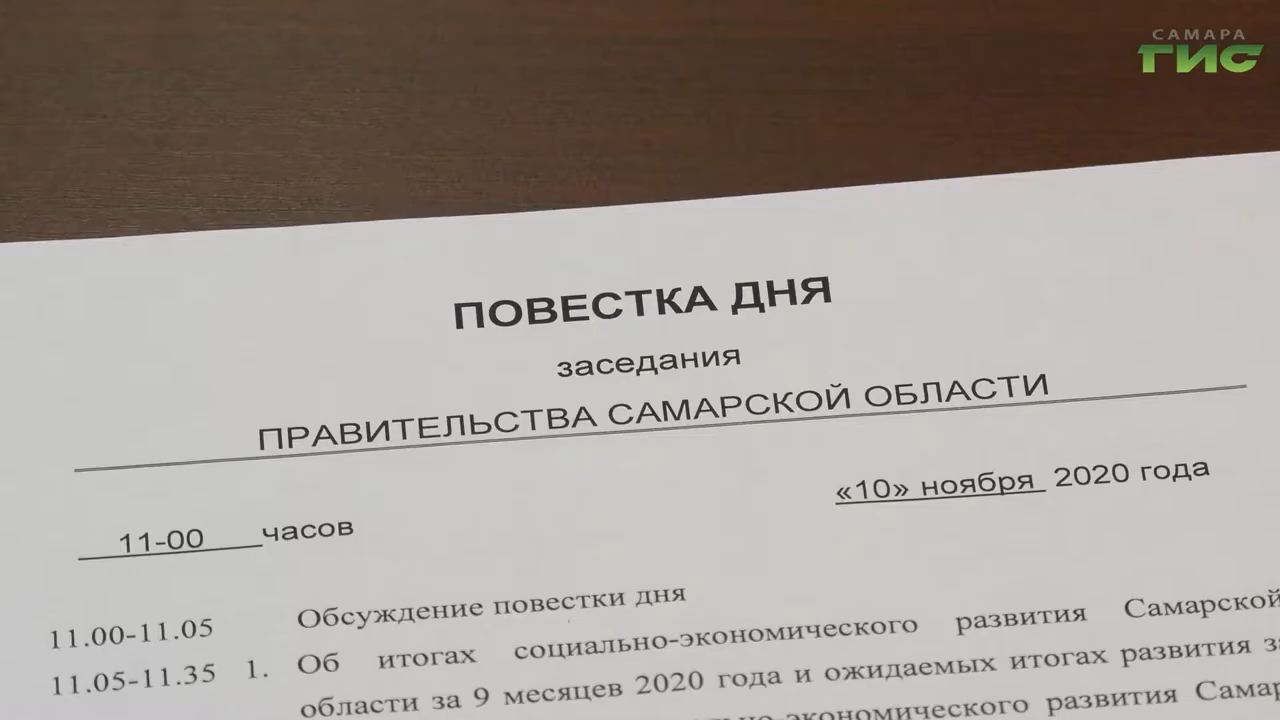 САМАРА
ГИС
ПОВЕСТКА ДНЯ
заседания
ПРАВИТЕЛЬСТВА САМАРСКОЙ ОБЛАСТИ
«10» ноября 2020 года
11-00 часов
11.00-11.05 Обсуждение повестки дня
11.05-11.35 1. Об итогах социально-экономического развития Самарской
области за 9 месяцев 2020 года и ожидаемых итогах развития за
развития